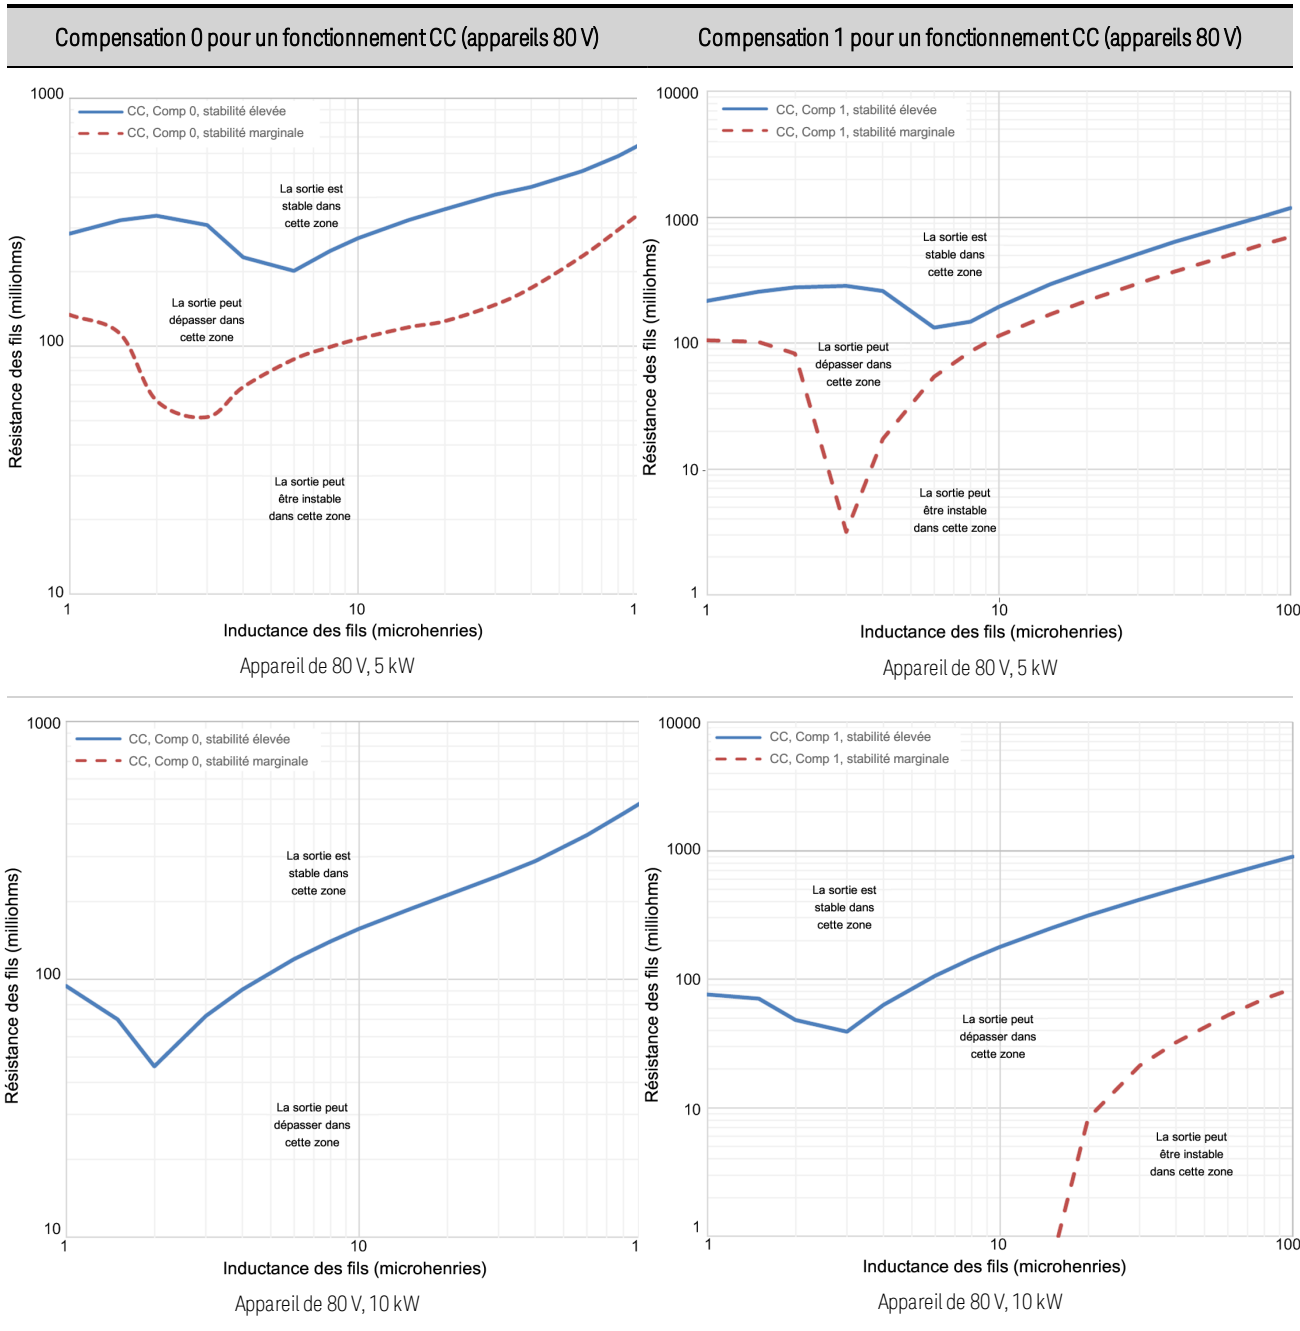 Compensation 0 pour un fonctionnement CC (appareils 80 V)
Compensation 1 pour un fonctionnement CC (appareils 80 V)
1000
CC, Comp 0, stabilité élevée
CC, Comp 0, stabilité marginale
La sortie est
stable dans
cette zone
La sortie peut
dépasser dans
cette zone
100
La sortie peut
être instable
dans cette zone
10
Résistance des fils (milliohms)
1
10
1
Inductance des fils (microhenries)
Appareil de 80 V, 5 kW
10000
CC, Comp 1, stabilité élevée
CC, Comp 1, stabilité marginale
1000
La sortie est
stable dans
cette zone
100
La sortie peut
dépasser dans
cette zone
10
La sortie peut
être instable
dans cette zone
1
Résistance des fils (milliohms)
1
10
100
Inductance des fils (microhenries)
Appareil de 80 V, 5 kW
1000
CC, Comp 0, stabilité élevée
CC, Comp 0, stabilité marginale
La sortie est
stable dans
cette zone
100
La sortie peut
dépasser dans
cette zone
10
Résistance des fils (milliohms)
1
10
1
Inductance des fils (microhenries)
Appareil de 80 V, 10 kW
10000
CC, Comp 1, stabilité élevée
CC, Comp 1, stabilité marginale
1000
La sortie est
stable dans
cette zone
100
La sortie peut
dépasser dans
cette zone
10
La sortie peut
être instable
dans cette zone
1
Résistance des fils (milliohms)
1
10
100
Inductance des fils (microhenries)
Appareil de 80 V, 10 kW